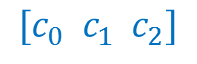 [c₀ c₁ c₂]